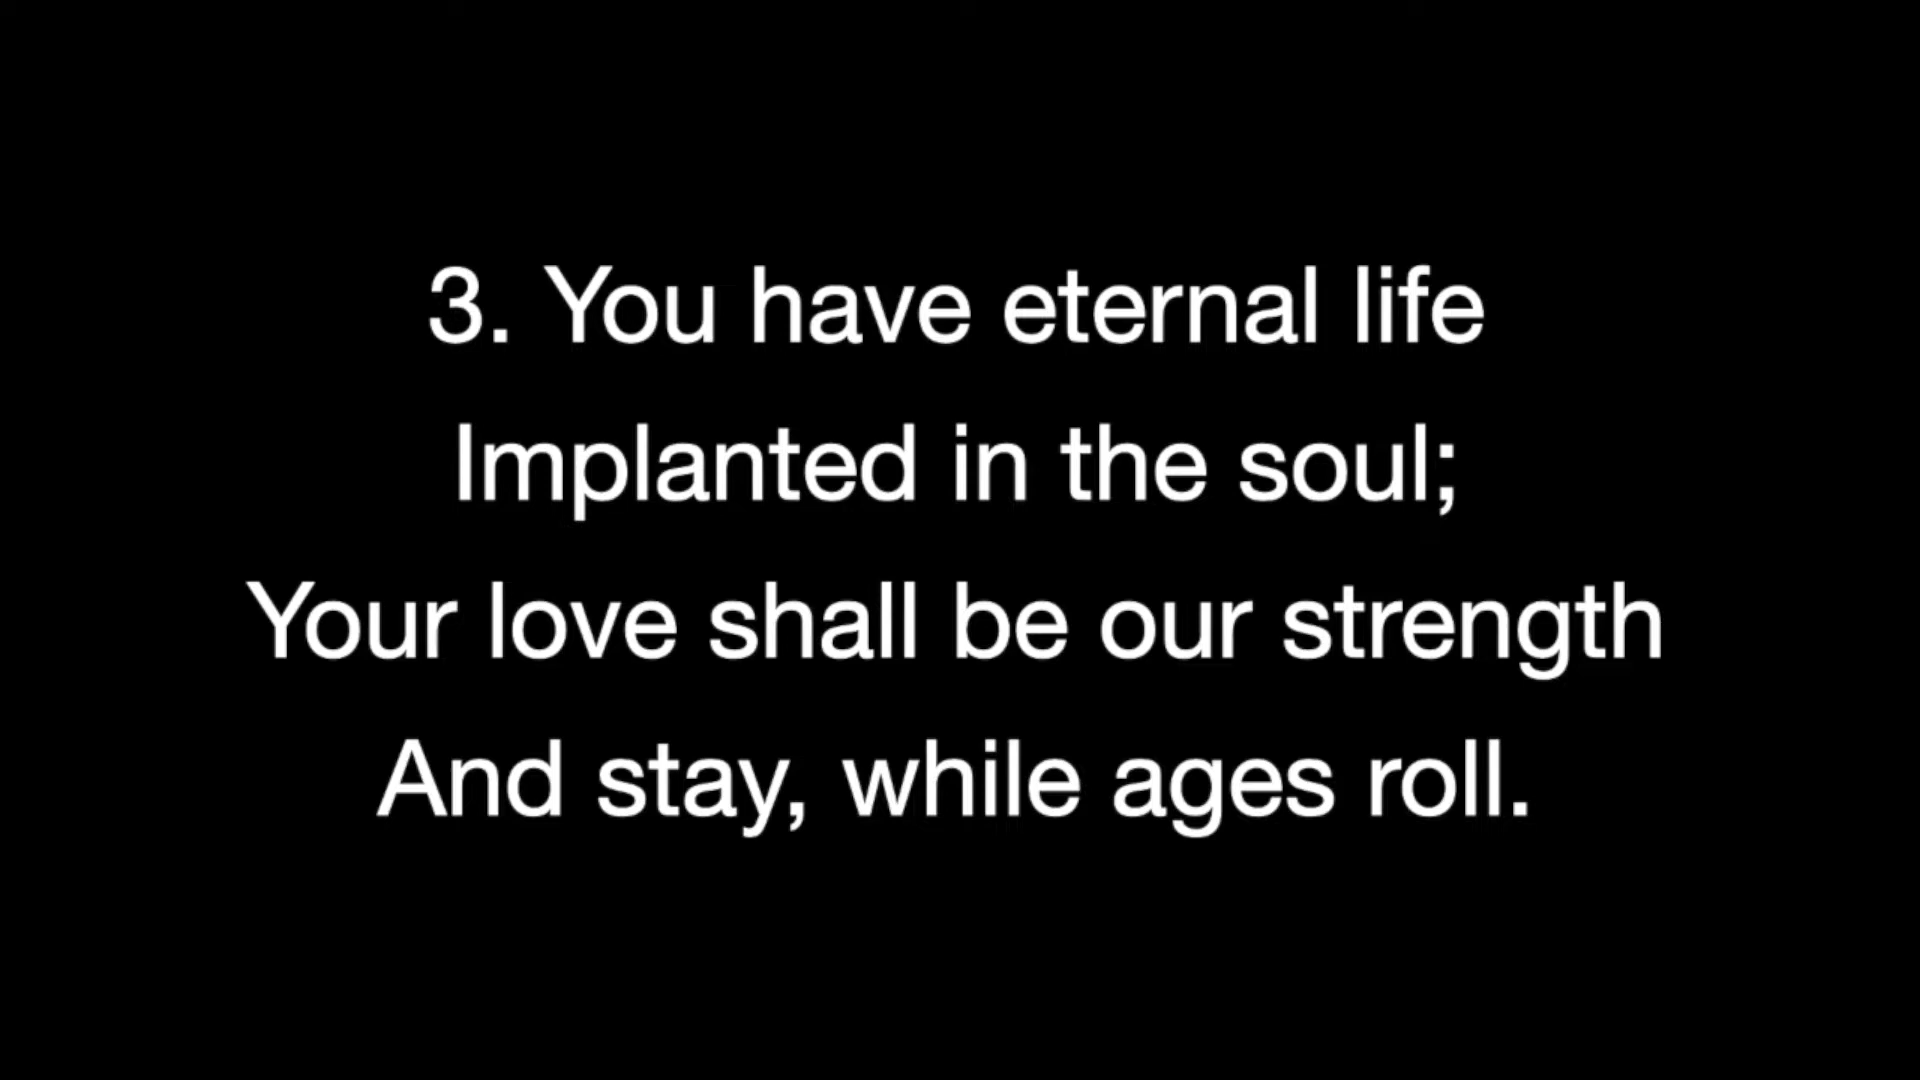 3. You have eternal life
Implanted in the soul;
Your love shall be our strength
And stay, while ages roll.